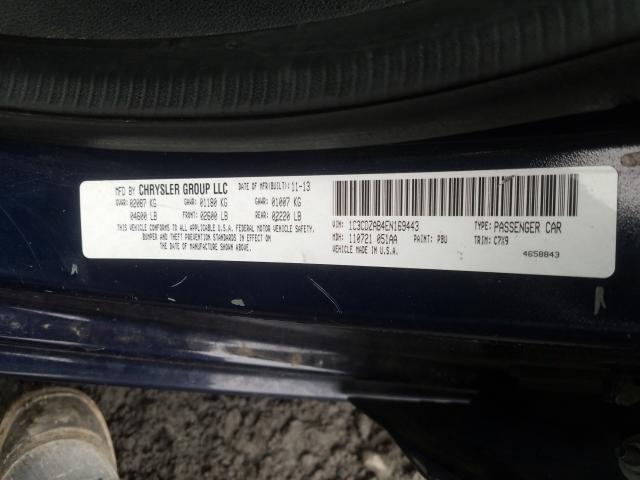 MFD BY CHRYSLER GROUP LLC DATE OF MFR(BUILT): 11-13
GVWR: 02087 KG GAWR: 01180 KG GAWR: 01007 KG
04600 LB FRONT: 02600 LB REAR: 02220 LB
THIS VEHICLE CONFORMS TO ALL APPLICABLE U.S.A. FEDERAL MOTOR VEHICLE SAFETY,
BUMPER AND THEFT PREVENTION STANDARDS IN EFFECT ON
THE DATE OF MANUFACTURE SHOWN ABOVE.
VIN: 1C3CDZAB4EN169443 TYPE: PASSENGER CAR
MDH: 110721 051AA PAINT: PBU TRIM: C7X9
VEHICLE MADE IN U.S.A.
4658843